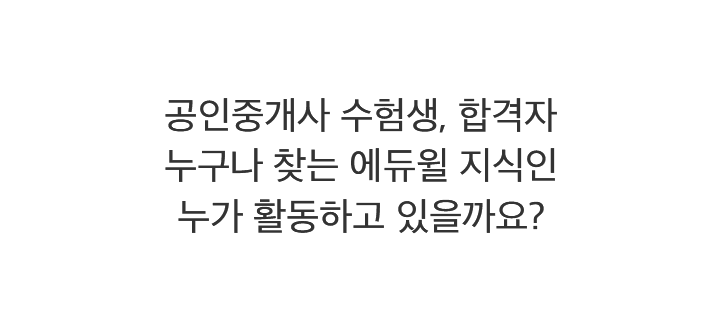 공인중개사 수험생, 합격자
누구나 찾는 에듀윌 지식인
누가 활동하고 있을까요?